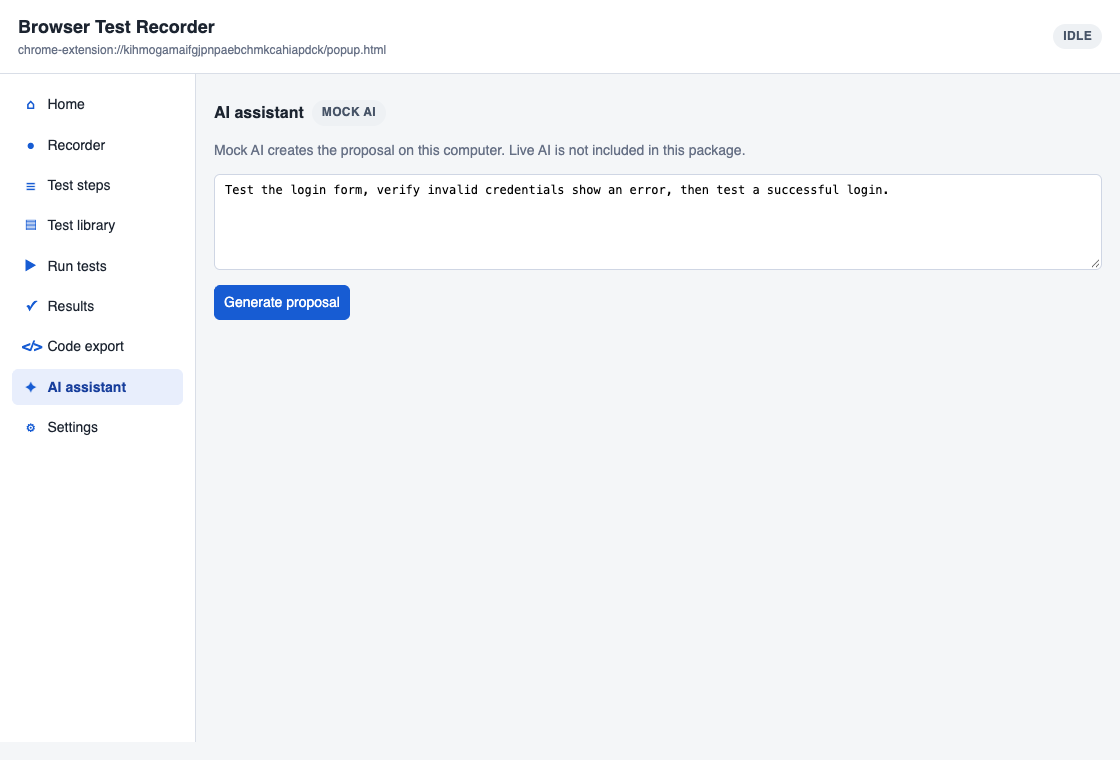 Browser Test Recorder
chrome-extension://kihmogamaifgjpnpaebchmkcahiapdck/popup.html
IDLE
Home
Recorder
Test steps
Test library
Run tests
Results
</> Code export
AI assistant
Settings
AI assistant MOCK AI
Mock AI creates the proposal on this computer. Live AI is not included in this package.
Test the login form, verify invalid credentials show an error, then test a successful login.
Generate proposal